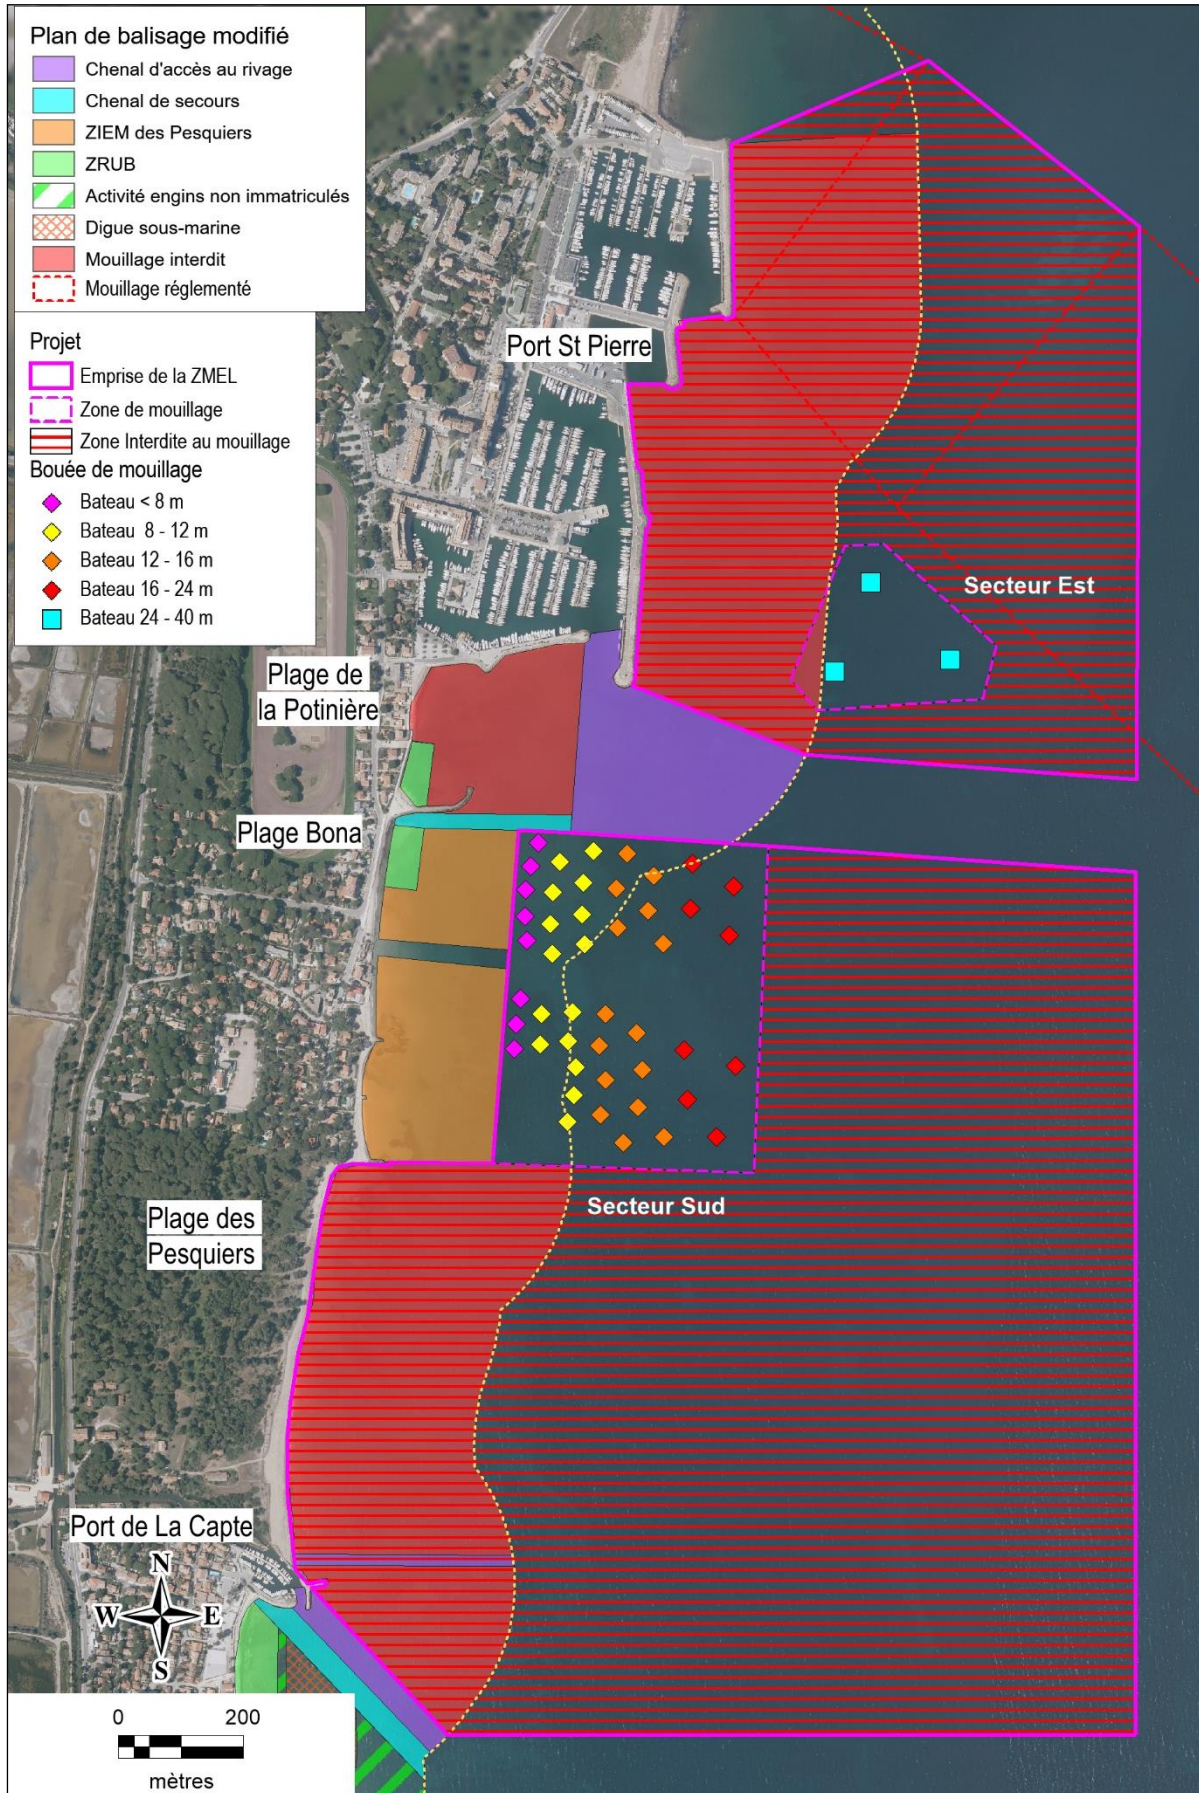 Plan de balisage modifié
Chenal d'accès au rivage
Chenal de secours
ZIEM des Pesquiers
ZRUB
Activité engins non immatriculés
Digue sous-marine
Mouillage interdit
Mouillage réglementé
Projet
Emprise de la ZMEL
Zone de mouillage
Zone Interdite au mouillage
Bouée de mouillage
Bateau < 8 m
Bateau 8 - 12 m
Bateau 12 - 16 m
Bateau 16 - 24 m
Bateau 24 - 40 m
Port St Pierre
Secteur Est
Plage de
la Potinière
Plage Bona
Secteur Sud
Plage des
Pesquiers
Port de La Capte
N
W E
S
0 200
mètres